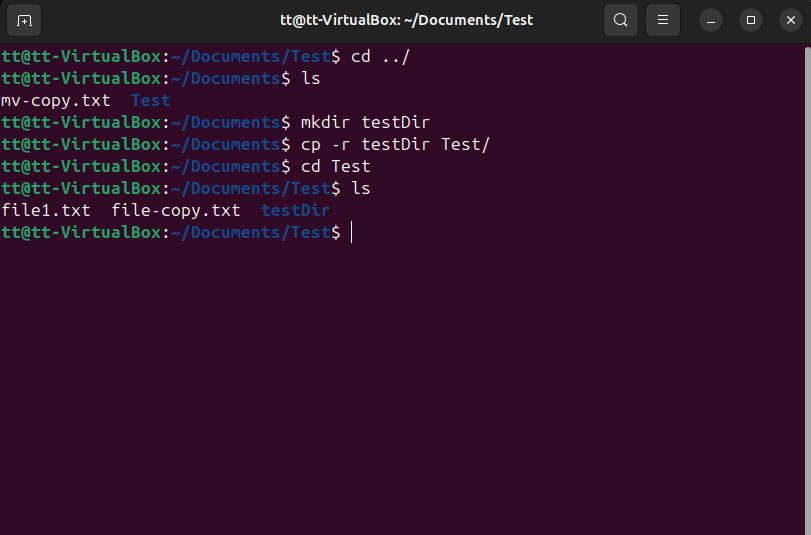 tt@tt-VirtualBox: ~/Documents/Test
tt@tt-VirtualBox:~/Documents/Test$ cd ../
tt@tt-VirtualBox:~/Documents$ ls
mv-copy.txt  Test
tt@tt-VirtualBox:~/Documents$ mkdir testDir
tt@tt-VirtualBox:~/Documents$ cp -r testDir Test/
tt@tt-VirtualBox:~/Documents$ cd Test
tt@tt-VirtualBox:~/Documents/Test$ ls
file1.txt  file-copy.txt  testDir
tt@tt-VirtualBox:~/Documents/Test$